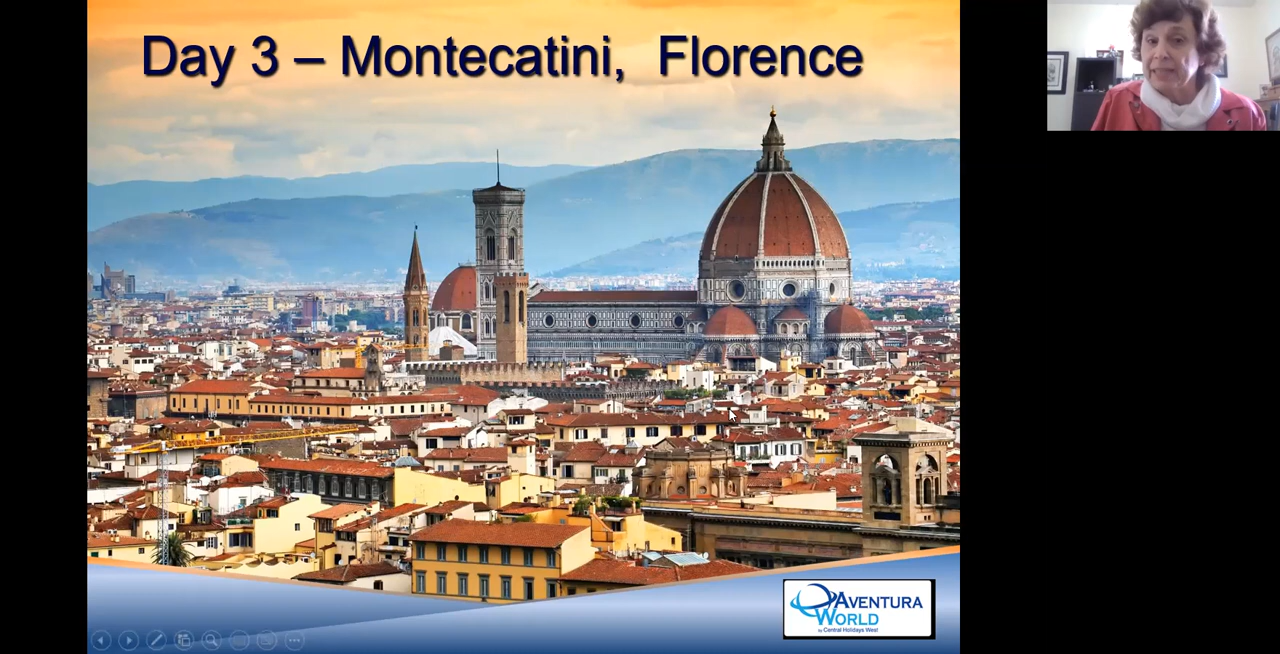 Day 3 – Montecatini,  Florence
AVENTURA
WORLD
by Central Holidays West